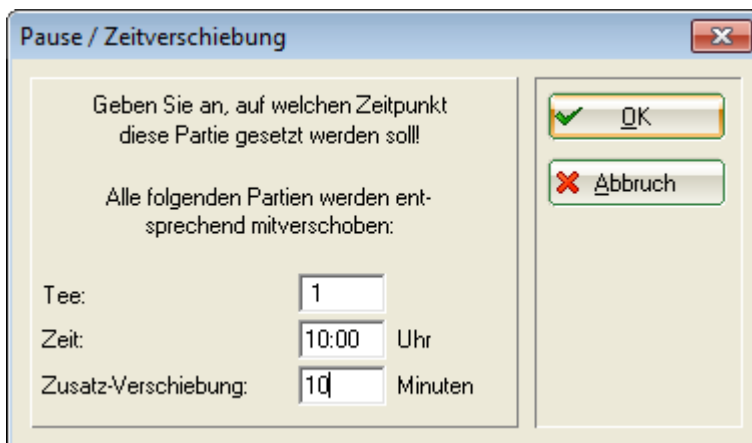 Pause / Zeitverschiebung
Geben Sie an, auf welchen Zeitpunkt
diese Partie gesetzt werden soll!
Alle folgenden Partien werden ent-
sprechend mitverschoben:
Tee: 1
Zeit: 10:00 Uhr
Zusatz-Verschiebung: 10 Minuten
OK
Abbruch